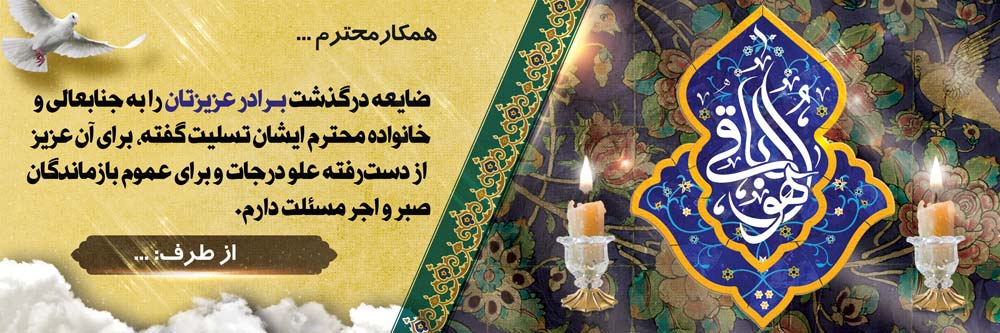 همکار محترم ...
ضایعه درگذشت برادر عزیزتان را به جنابعالی و
خانواده محترم ایشان تسلیت گفته، برای آن عزیز
از دست‌رفته علو درجات و برای عموم بازماندگان
صبر و اجر مسئلت دارم.
از طرف: ...
هو الباقی